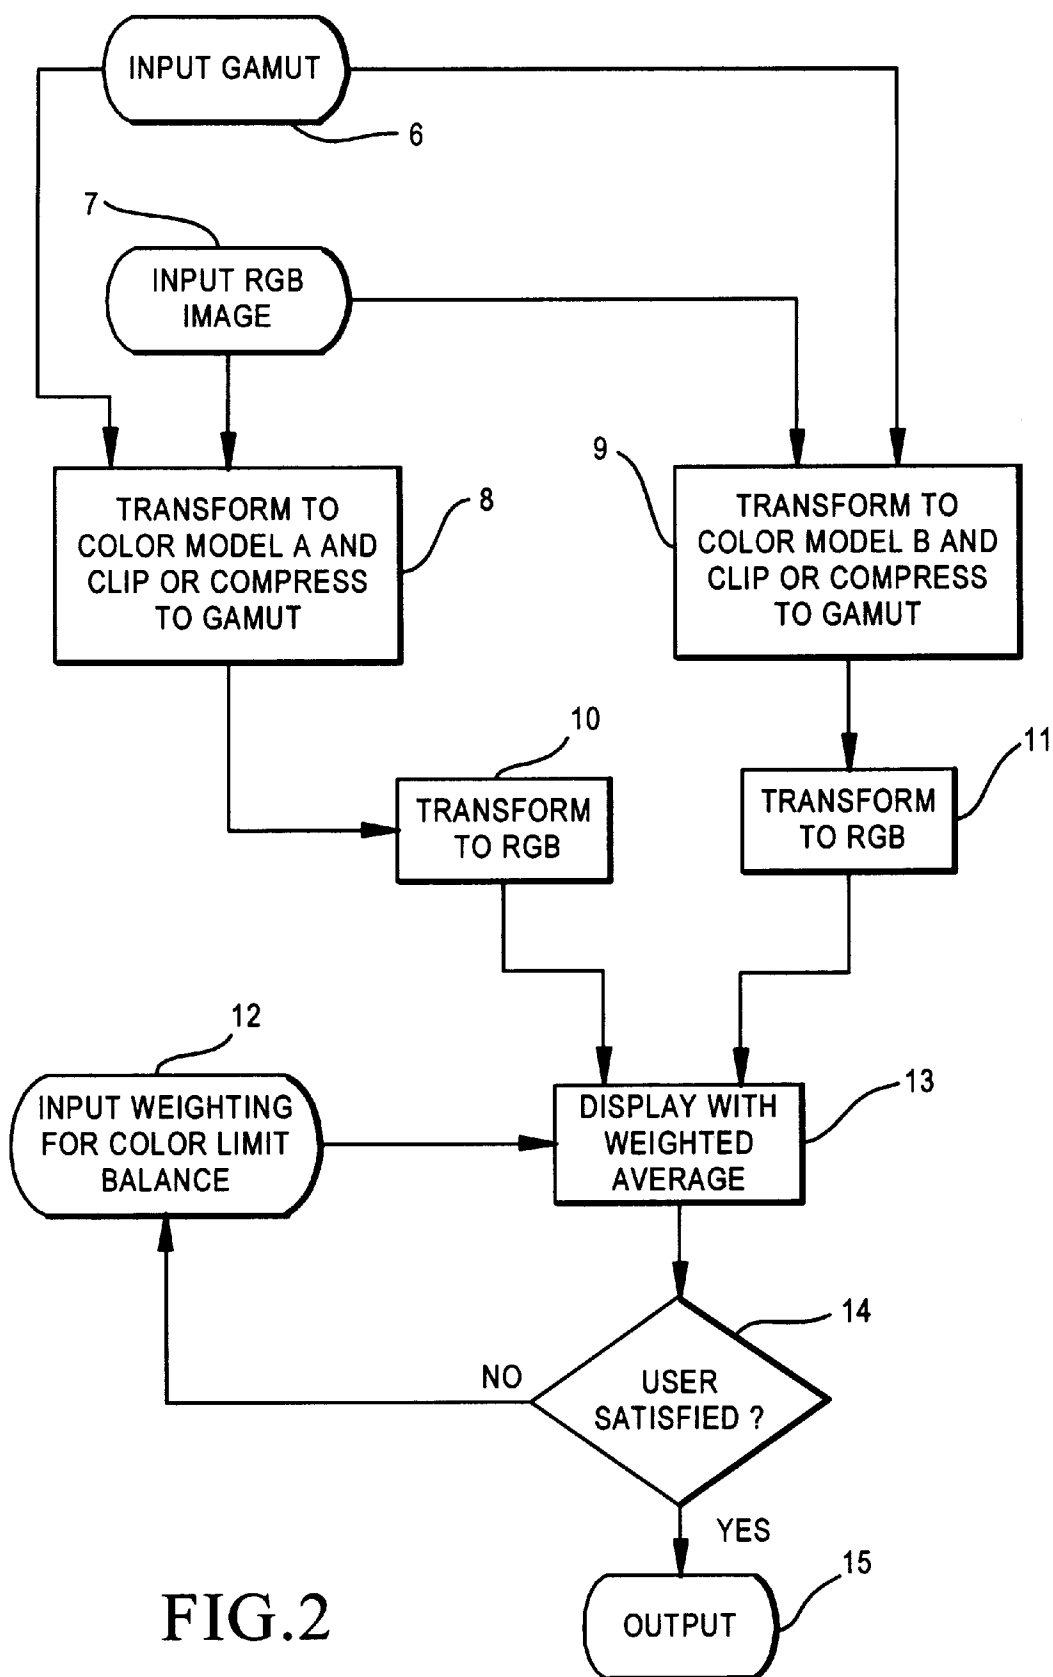 INPUT GAMUT
6
7
INPUT RGB
IMAGE
8
TRANSFORM TO
COLOR MODEL A AND
CLIP OR COMPRESS
TO GAMUT
9
TRANSFORM TO
COLOR MODEL B AND
CLIP OR COMPRESS
TO GAMUT
10
TRANSFORM
TO RGB
11
TRANSFORM
TO RGB
12
INPUT WEIGHTING
FOR COLOR LIMIT
BALANCE
13
DISPLAY WITH
WEIGHTED
AVERAGE
14
NO
USER
SATISFIED ?
YES
15
OUTPUT
FIG.2